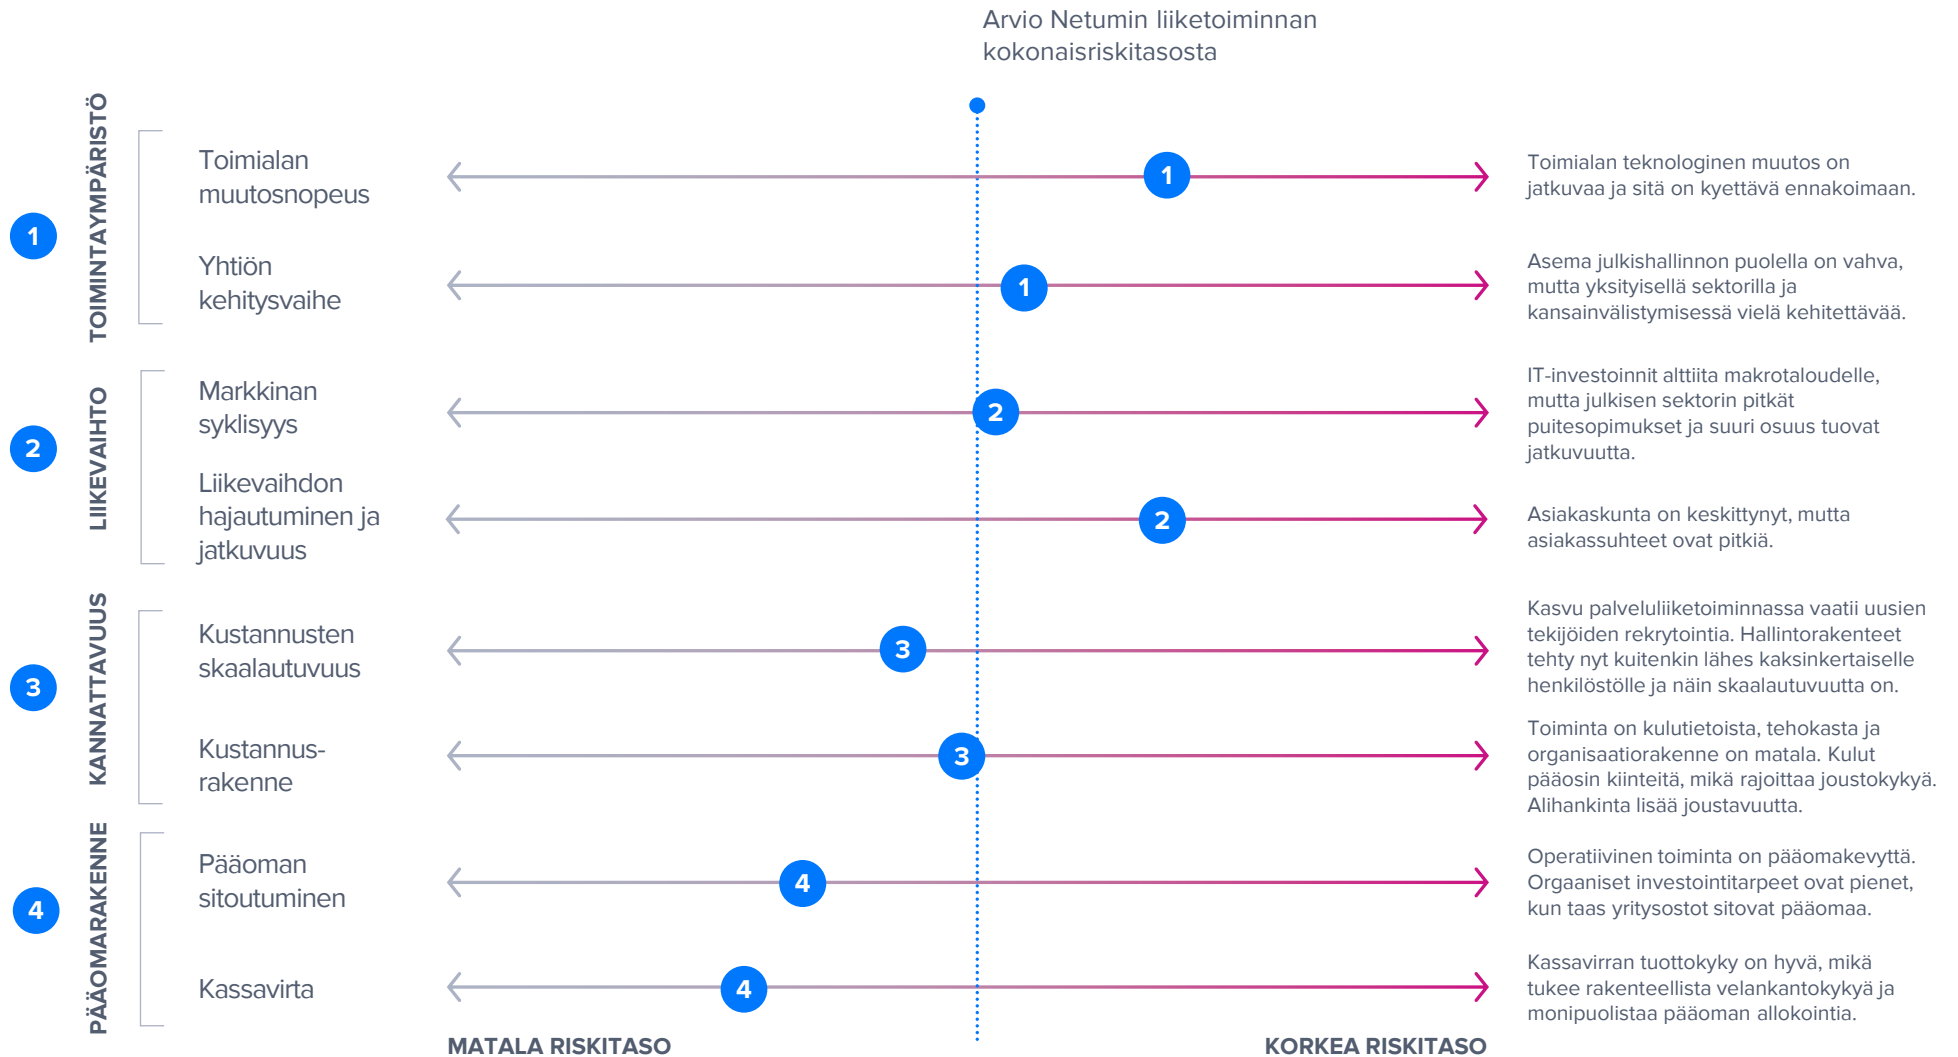 Arvio Netumin liiketoiminnan
kokonaisriskitasosta
1
TOIMINTAYMPÄRISTÖ
Toimialan
muutosnopeus
1
Toimialan teknologinen muutos on
jatkuvaa ja sitä on kyettävä ennakoimaan.
Yhtiön
kehitysvaihe
1
Asema julkishallinnon puolella on vahva,
mutta yksityisellä sektorilla ja
kansainvälistymisessä vielä kehitettävää.
2
LIIKEVAIHTO
Markkinan
syklisyys
2
IT-investoinnit alttiita makrotaloudelle,
mutta julkisen sektorin pitkät
puitesopimukset ja suuri osuus tuovat
jatkuvuutta.
Liikevaihdon
hajautuminen ja
jatkuvuus
2
Asiakaskunta on keskittynyt, mutta
asiakassuhteet ovat pitkiä.
3
KANNATTAVUUS
Kustannusten
skaalautuvuus
3
Kasvu palveluliiketoiminnassa vaatii uusien
tekijöiden rekrytointia. Hallintorakenteet
tehty nyt kuitenkin lähes kaksinkertaiselle
henkilöstölle ja näin skaalautuvuutta on.
Kustannus-
rakenne
3
Toiminta on kulutietoista, tehokasta ja
organisaatiorakenne on matala. Kulut
pääosin kiinteitä, mikä rajoittaa joustokykyä.
Alihankinta lisää joustavuutta.
4
PÄÄOMARAKENNE
Pääoman
sitoutuminen
4
Operatiivinen toiminta on pääomakevyttä.
Orgaaniset investointitarpeet ovat pienet,
kun taas yritysostot sitovat pääomaa.
Kassavirta
4
Kassavirran tuottokyky on hyvä, mikä
tukee rakenteellista velankantokykyä ja
monipuolistaa pääoman allokointia.
MATALA RISKITASO
KORKEA RISKITASO